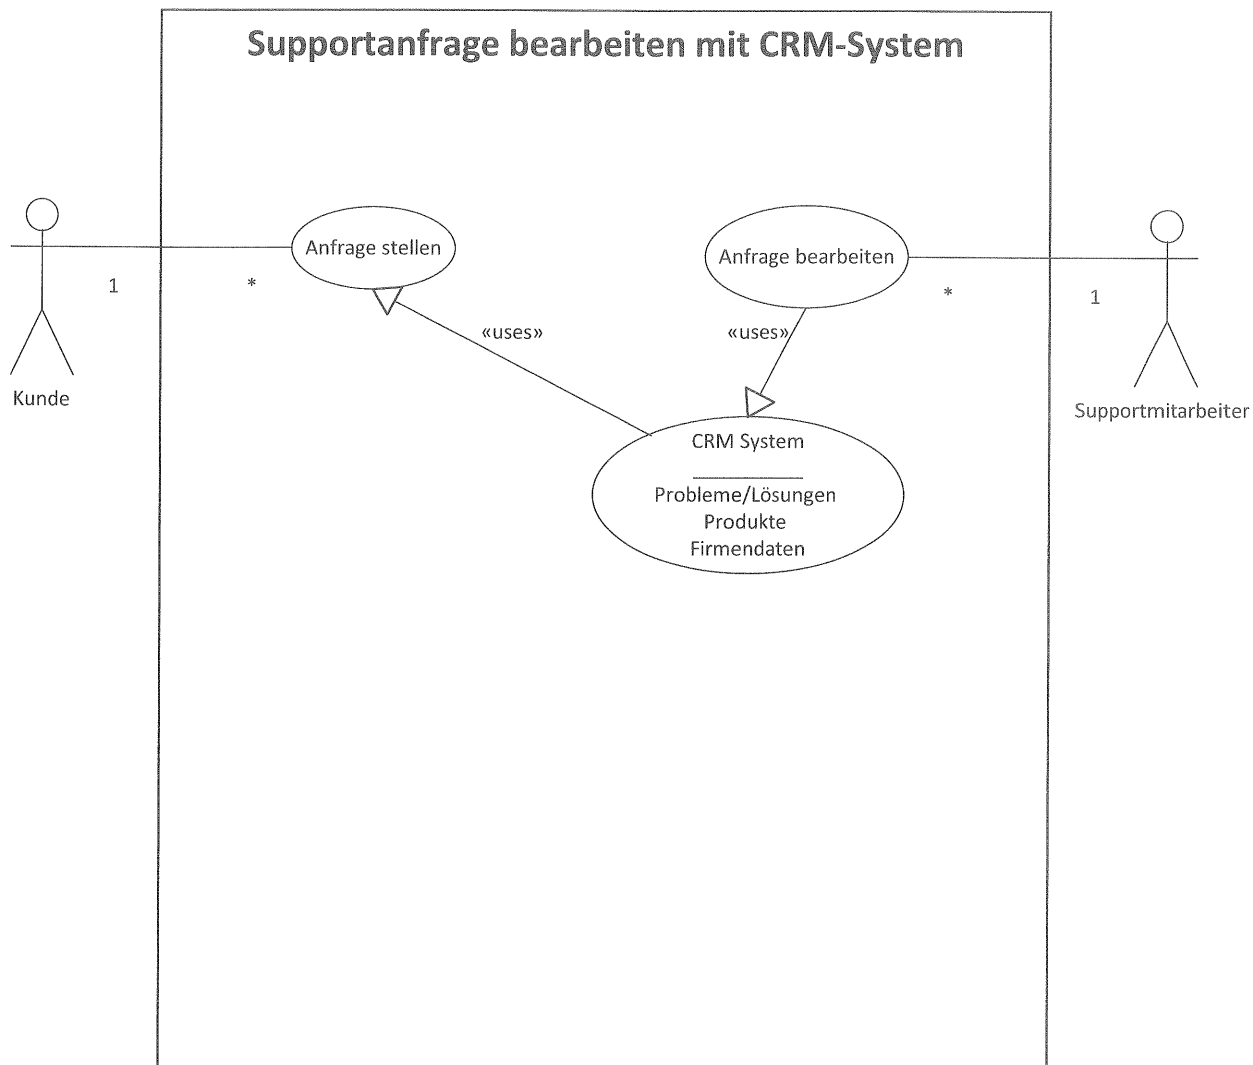 Supportanfrage bearbeiten mit CRM-System
Anfrage stellen
Anfrage bearbeiten
1
*
*
1
«uses»
«uses»
Kunde
Supportmitarbeiter
CRM System
Probleme/Lösungen
Produkte
Firmendaten